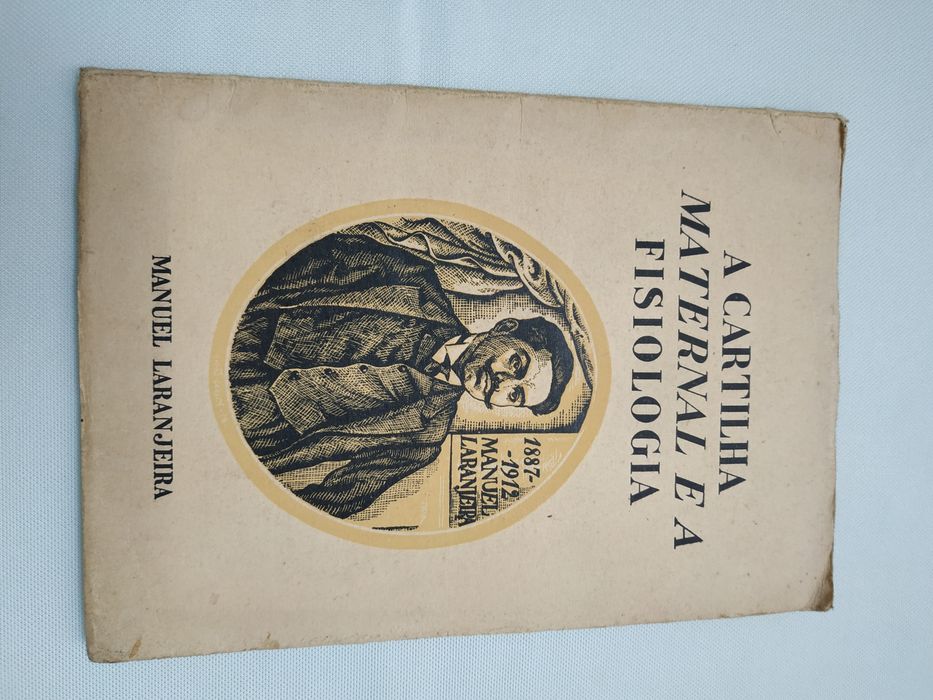 A CARTILHA
MATERNAL E A
FISIOLOGIA
1887-
-1912
MANUEL
LARANJEIRA
MANUEL LARANJEIRA